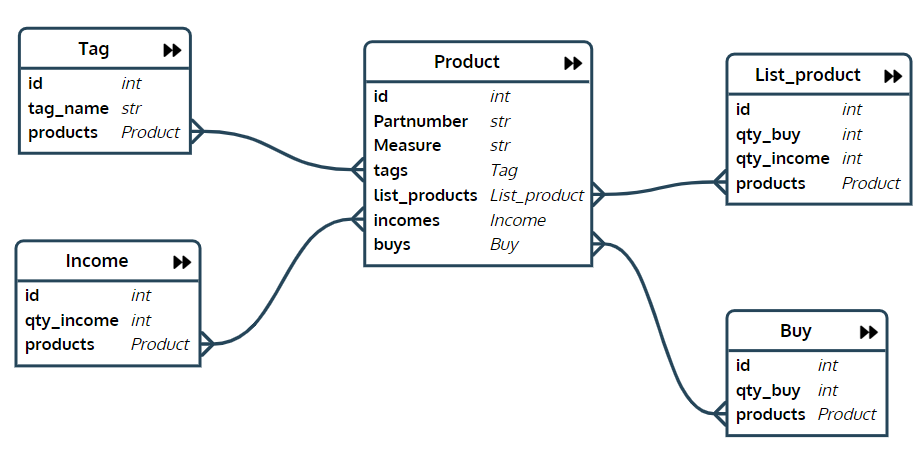 Tag
id int
tag_name str
products Product
Product
id int
Partnumber str
Measure str
tags Tag
list_products List_product
incomes Income
buys Buy
List_product
id int
qty_buy int
qty_income int
products Product
Income
id int
qty_income int
products Product
Buy
id int
qty_buy int
products Product